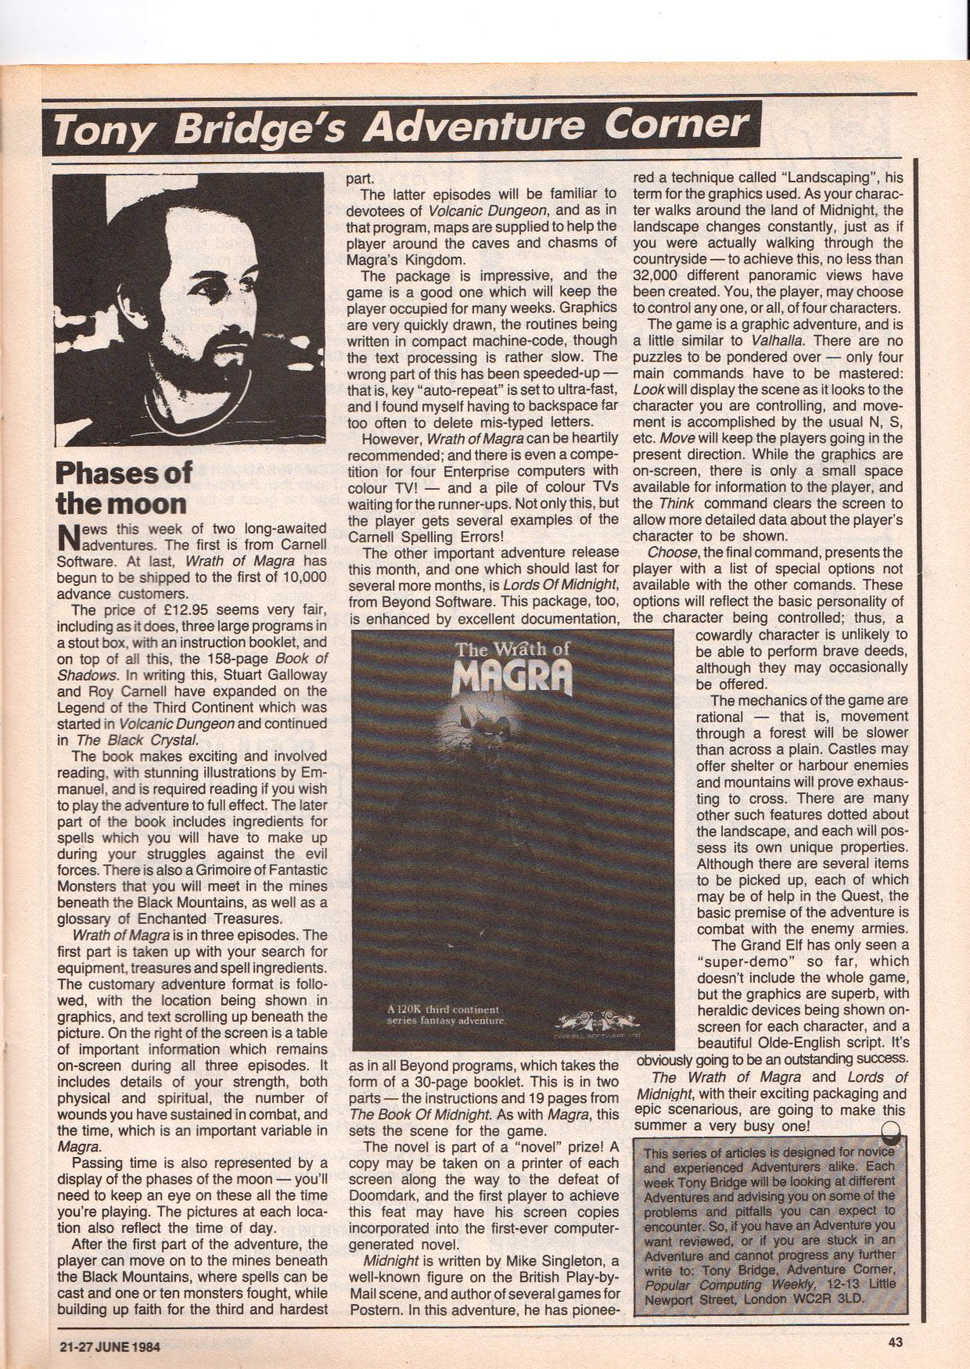 Tony Bridge's Adventure Corner
Phases of
the moon
News this week of two long-awaited
adventures. The first is from Carnell
Software. At last, Wrath of Magra has
begun to be shipped to the first of 10,000
advance customers.
The price of £12.95 seems very fair,
including as it does, three large programs in
a stout box, with an instruction booklet, and
on top of all this, the 158-page Book of
Shadows. In writing this, Stuart Galloway
and Roy Carnell have expanded on the
Legend of the Third Continent which was
started in Volcanic Dungeon and continued
in The Black Crystal.
The book makes exciting and involved
reading, with stunning illustrations by Em-
manuel, and is required reading if you wish
to play the adventure to full effect. The later
part of the book includes ingredients for
spells which you will have to make up
during your struggles against the evil
forces. There is also a Grimoire of Fantastic
Monsters that you will meet in the mines
beneath the Black Mountains, as well as a
glossary of Enchanted Treasures.
Wrath of Magra is in three episodes. The
first part is taken up with your search for
equipment, treasures and spell ingredients.
The customary adventure format is follo-
wed, with the location being shown in
graphics, and text scrolling up beneath the
picture. On the right of the screen is a table
of important information which remains
on-screen during all three episodes. It
includes details of your strength, both
physical and spiritual, the number of
wounds you have sustained in combat, and
the time, which is an important variable in
Magra.
Passing time is also represented by a
display of the phases of the moon — you'll
need to keep an eye on these all the time
you're playing. The pictures at each loca-
tion also reflect the time of day.
After the first part of the adventure, the
player can move on to the mines beneath
the Black Mountains, where spells can be
cast and one or ten monsters fought, while
building up faith for the third and hardest
part.
The latter episodes will be familiar to
devotees of Volcanic Dungeon, and as in
that program, maps are supplied to help the
player around the caves and chasms of
Magra's Kingdom.
The package is impressive, and the
game is a good one which will keep the
player occupied for many weeks. Graphics
are very quickly drawn, the routines being
written in compact machine-code, though
the text processing is rather slow. The
wrong part of this has been speeded-up —
that is, key "auto-repeat" is set to ultra-fast,
and I found myself having to backspace far
too often to delete mis-typed letters.
However, Wrath of Magra can be heartily
recommended; and there is even a compe-
tition for four Enterprise computers with
colour TV! — and a pile of colour TVs
waiting for the runner-ups. Not only this, but
the player gets several examples of the
Carnell Spelling Errors!
The other important adventure release
this month, and one which should last for
several more months, is Lords Of Midnight,
from Beyond Software. This package, too,
is enhanced by excellent documentation,
The Wrath of
MAGRA
A 120K third continent
series fantasy adventure.
as in all Beyond programs, which takes the
form of a 30-page booklet. This is in two
parts — the instructions and 19 pages from
The Book Of Midnight. As with Magra, this
sets the scene for the game.
The novel is part of a "novel" prize! A
copy may be taken on a printer of each
screen along the way to the defeat of
Doomdark, and the first player to achieve
this feat may have his screen copies
incorporated into the first-ever computer-
generated novel.
Midnight is written by Mike Singleton, a
well-known figure on the British Play-by-
Mail scene, and author of several games for
Postern. In this adventure, he has pionee-
red a technique called "Landscaping", his
term for the graphics used. As your charac-
ter walks around the land of Midnight, the
landscape changes constantly, just as if
you were actually walking through the
countryside — to achieve this, no less than
32,000 different panoramic views have
been created. You, the player, may choose
to control any one, or all, of four characters.
The game is a graphic adventure, and is
a little similar to Valhalla. There are no
puzzles to be pondered over — only four
main commands have to be mastered:
Look will display the scene as it looks to the
character you are controlling, and move-
ment is accomplished by the usual N, S,
etc. Move will keep the players going in the
present direction. While the graphics are
on-screen, there is only a small space
available for information to the player, and
the Think command clears the screen to
allow more detailed data about the player's
character to be shown.
Choose, the final command, presents the
player with a list of special options not
available with the other comands. These
options will reflect the basic personality of
the character being controlled; thus, a
cowardly character is unlikely to
be able to perform brave deeds,
although they may occasionally
be offered.
The mechanics of the game are
rational — that is, movement
through a forest will be slower
than across a plain. Castles may
offer shelter or harbour enemies
and mountains will prove exhaus-
ting to cross. There are many
other such features dotted about
the landscape, and each will pos-
sess its own unique properties.
Although there are several items
to be picked up, each of which
may be of help in the Quest, the
basic premise of the adventure is
combat with the enemy armies.
The Grand Elf has only seen a
"super-demo" so far, which
doesn't include the whole game,
but the graphics are superb, with
heraldic devices being shown on-
screen for each character, and a
beautiful Olde-English script. It's
obviously going to be an outstanding success.
The Wrath of Magra and Lords of
Midnight, with their exciting packaging and
epic scenarious, are going to make this
summer a very busy one!
This series of articles is designed for novice
and experienced Adventurers alike. Each
week Tony Bridge will be looking at different
Adventures and advising you on some of the
problems and pitfalls you can expect to
encounter. So, if you have an Adventure you
want reviewed, or if you are stuck in an
Adventure and cannot progress any further
write to: Tony Bridge, Adventure Corner,
Popular Computing Weekly, 12-13 Little
Newport Street, London WC2R 3LD.
21-27 JUNE 1984
43